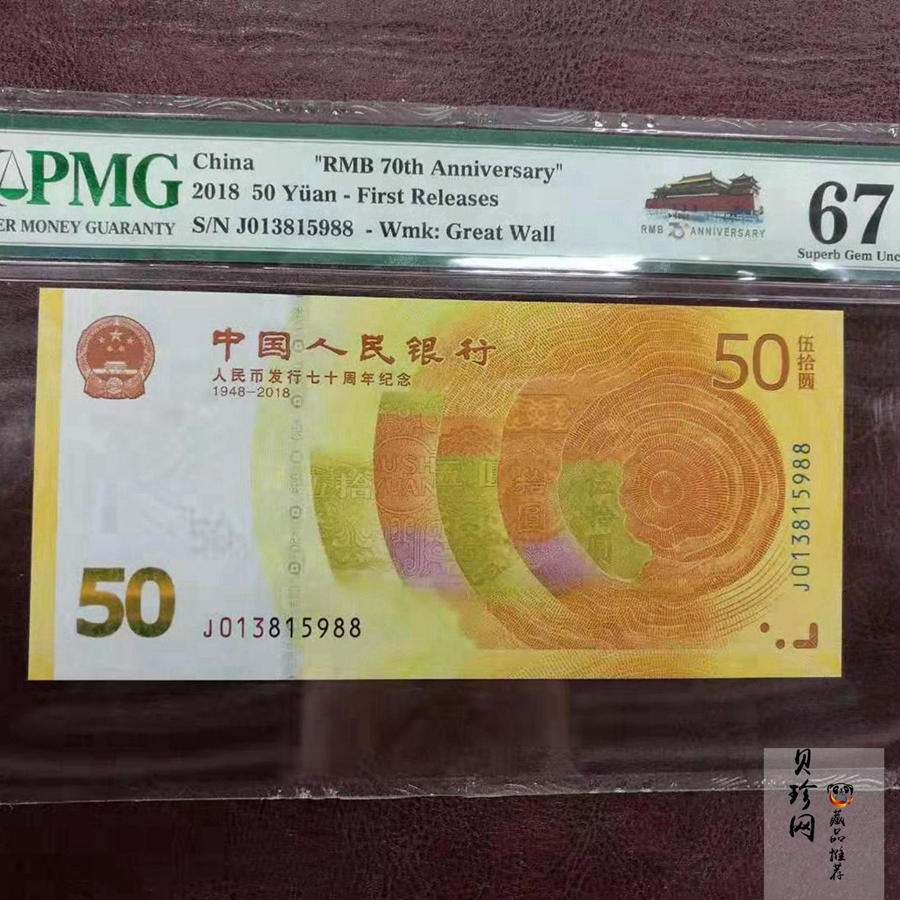 PMG
ER MONEY GUARANTY
China "RMB 70th Anniversary"
2018 50 Yüan - First Releases
S/N J013815988 - Wmk: Great Wall
RMB 70 ANNIVERSARY
67
Superb Gem Unc
中国人民银行
人民币发行七十周年纪念
1948-2018
50
伍拾圆
J013815988
50
J013815988
贝珍网
藏品推荐